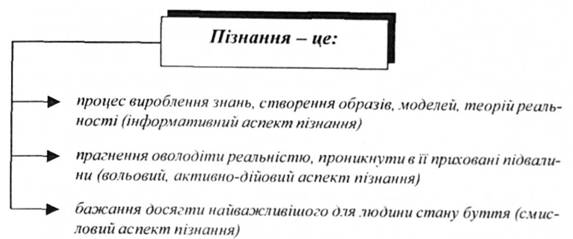 Пізнання – це:
процес вироблення знань, створення образів, моделей, теорій реаль-
ності (інформативний аспект пізнання)
прагнення оволодіти реальністю, проникнути в її приховані підвали-
ни (вольовий, активно-дійовий аспект пізнання)
бажання досягти найважливішого для людини стану буття (смис-
ловий аспект пізнання)